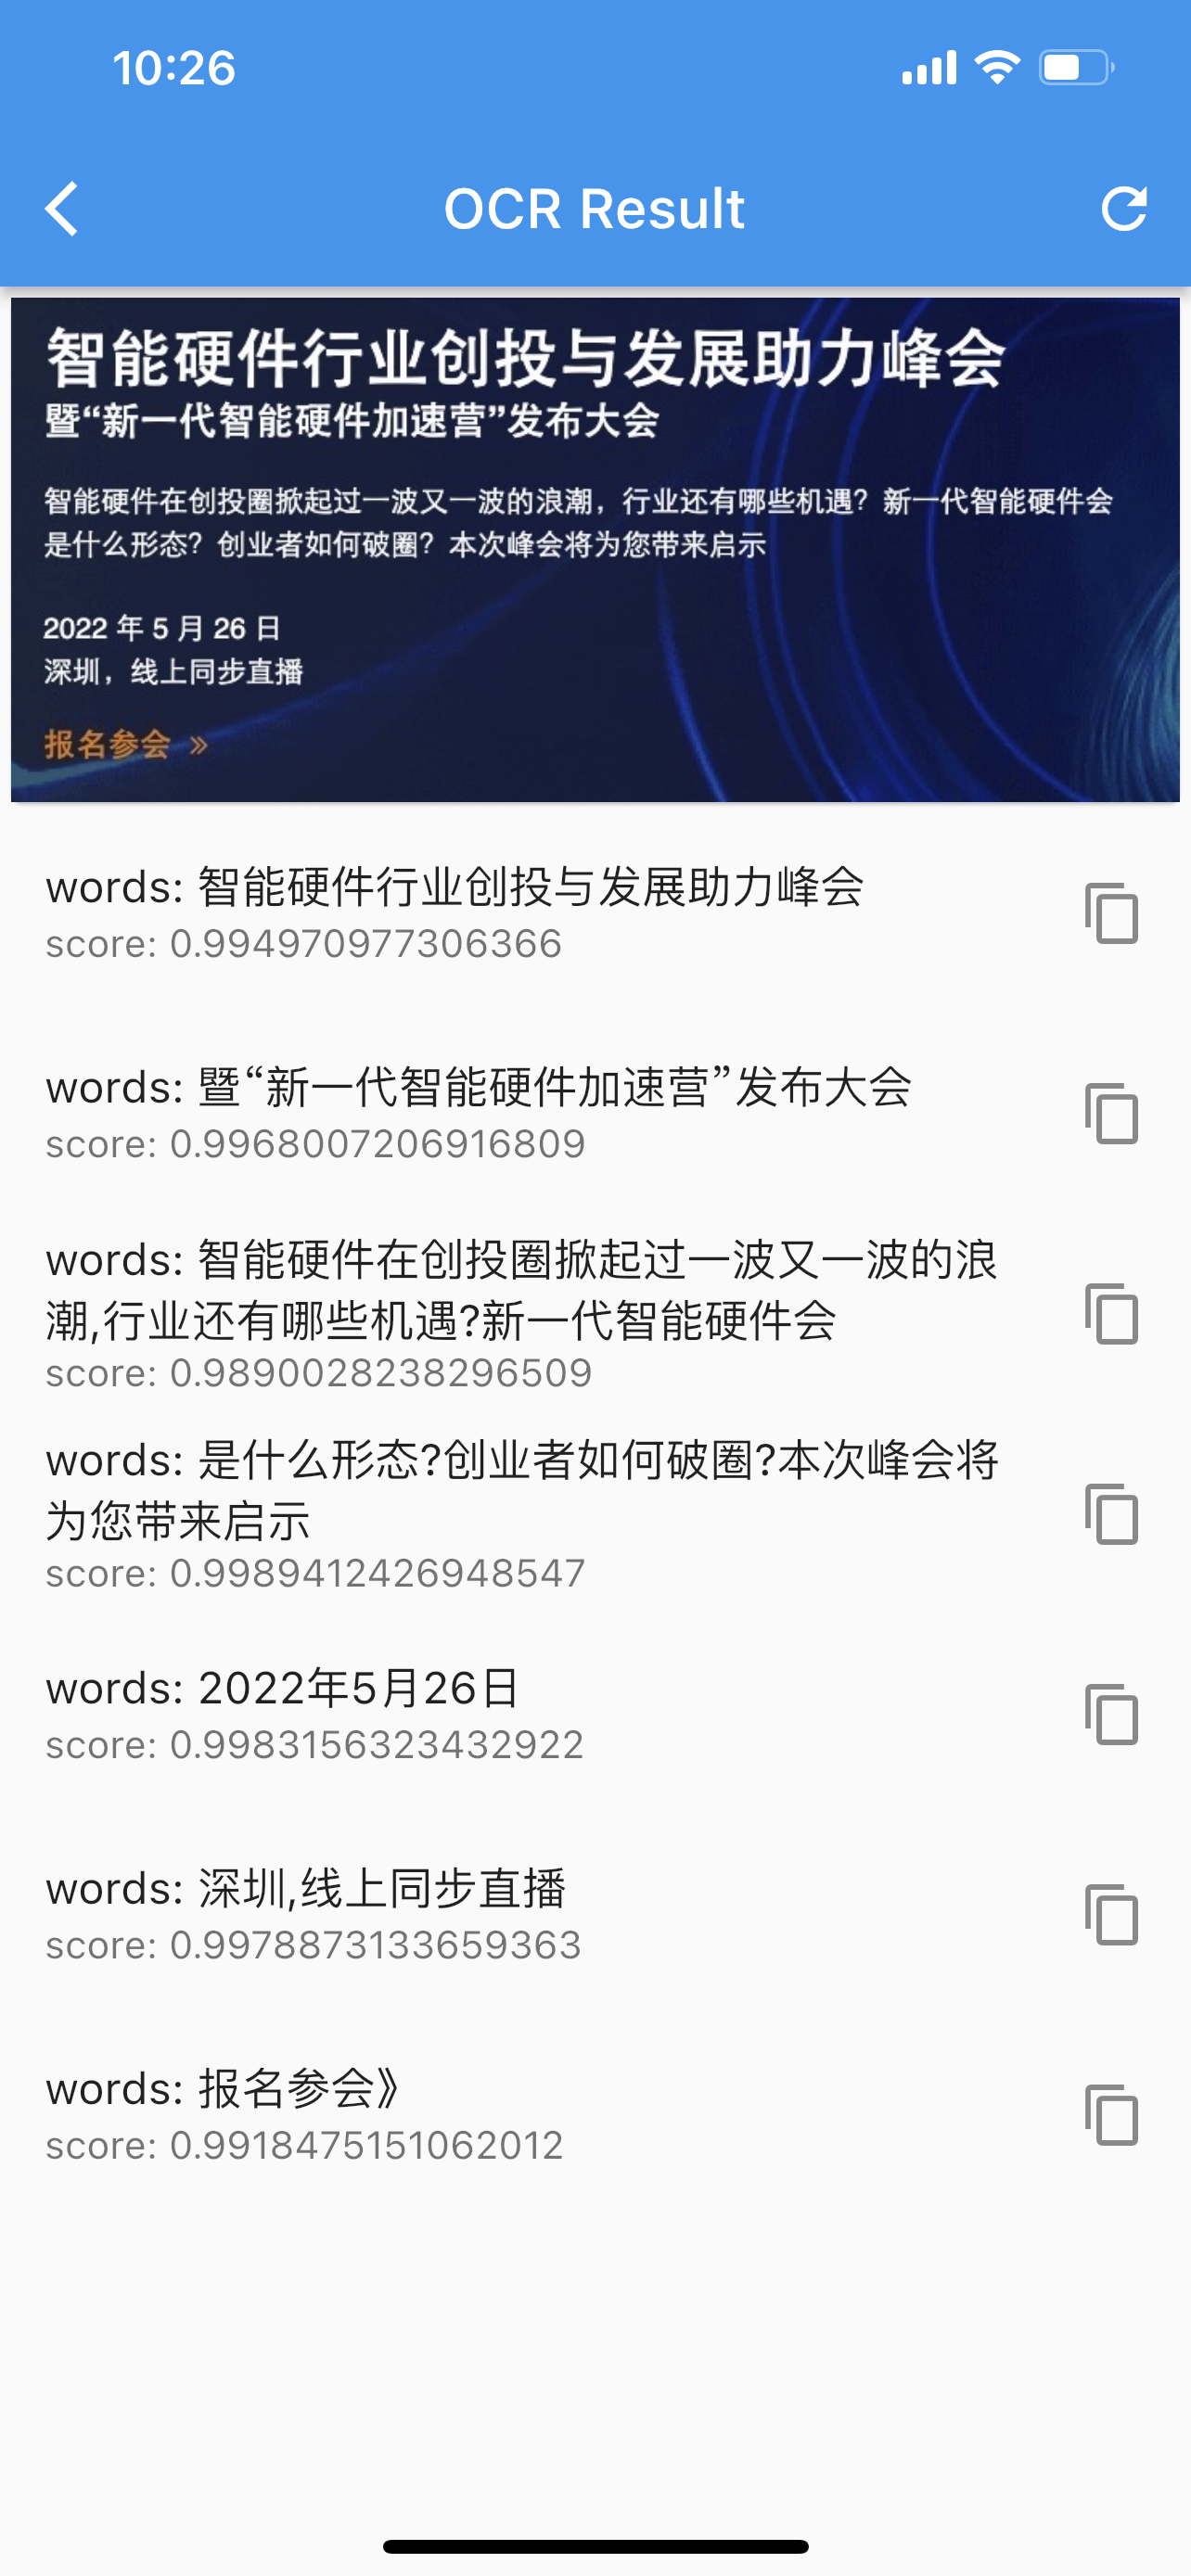 10:26
OCR Result
智能硬件行业创投与发展助力峰会
暨“新一代智能硬件加速营”发布大会
智能硬件在创投圈掀起过一波又一波的浪潮，行业还有哪些机遇？新一代智能硬件会
是什么形态？创业者如何破圈？本次峰会将为您带来启示
2022 年 5 月 26 日
深圳，线上同步直播
报名参会 »
words: 智能硬件行业创投与发展助力峰会
score: 0.994970977306366
words: 暨“新一代智能硬件加速营”发布大会
score: 0.9968007206916809
words: 智能硬件在创投圈掀起过一波又一波的浪
潮,行业还有哪些机遇?新一代智能硬件会
score: 0.9890028238296509
words: 是什么形态?创业者如何破圈?本次峰会将
为您带来启示
score: 0.9989412426948547
words: 2022年5月26日
score: 0.9983156323432922
words: 深圳,线上同步直播
score: 0.9978873133659363
words: 报名参会》
score: 0.9918475151062012